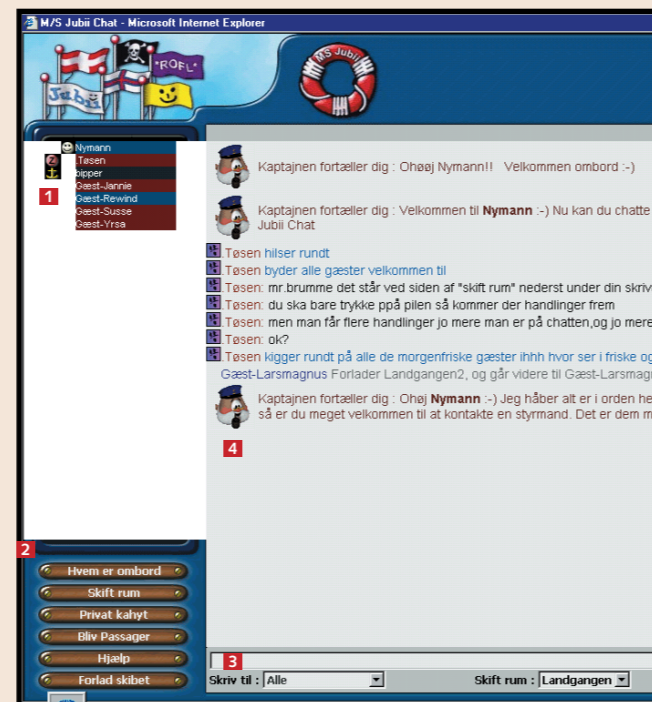 M/S Jubii Chat - Microsoft Internet Explorer
*ROFL*
Jubii
MS Jubii
Nymann
.Tøsen
bipper
Gæst-Jannie
Gæst-Rewind
Gæst-Susse
Gæst-Yrsa
1
Kaptajnen fortæller dig : Ohøøj Nymann!! Velkommen ombord :-)
Kaptajnen fortæller dig : Velkommen til Nymann :-) Nu kan du chatte
Jubii Chat
Tøsen hilser rundt
Tøsen byder alle gæster velkommen til
Tøsen: mr.brumme det står ved siden af "skift rum" nederst under din skriv
Tøsen: du ska bare trykke ppå pilen så kommer der handlinger frem
Tøsen: men man får flere handlinger jo mere man er på chatten,og jo mere
Tøsen: ok?
Tøsen kigger rundt på alle de morgenfriske gæster ihhh hvor ser i friske og
Gæst-Larsmagnus Forlader Landgangen2, og går videre til Gæst-Larsmagn
Kaptajnen fortæller dig : Ohøj Nymann :-) Jeg håber alt er i orden he
så er du meget velkommen til at kontakte en styrmand. Det er dem m
4
2
Hvem er ombord
Skift rum
Privat kahyt
Bliv Passager
Hjælp
Forlad skibet
3
Skriv til : Alle
Skift rum : Landgangen